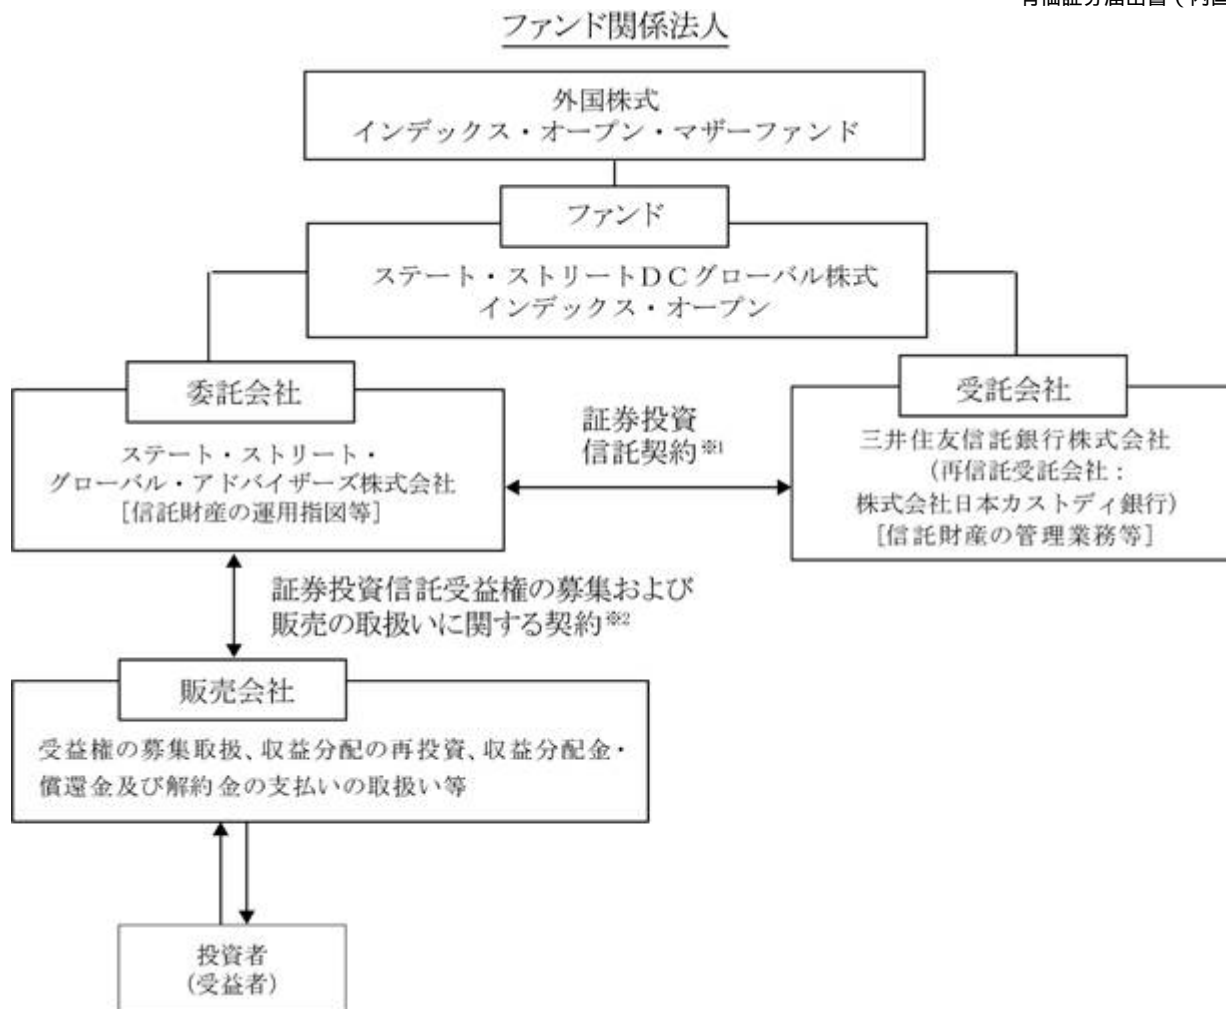 ファンド関係法人
外国株式
インデックス・オープン・マザーファンド
ファンド
ステート・ストリートDCグローバル株式
インデックス・オープン
委託会社
ステート・ストリート・
グローバル・アドバイザーズ株式会社
[信託財産の運用指図等]
証券投資
信託契約※1
受託会社
三井住友信託銀行株式会社
(再信託受託会社：
株式会社日本カストディ銀行)
[信託財産の管理業務等]
証券投資信託受益権の募集および
販売の取扱いに関する契約※2
販売会社
受益権の募集取扱、収益分配の再投資、収益分配金・
償還金及び解約金の支払いの取扱い等
投資者
(受益者)